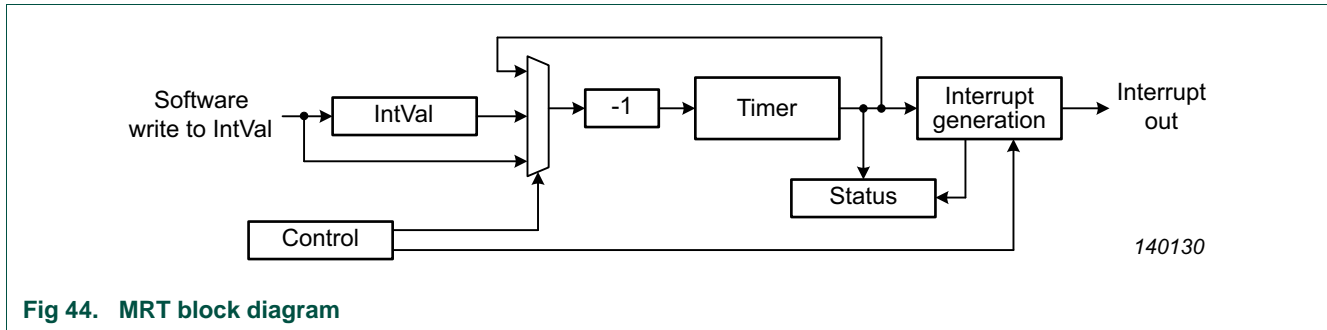 Software
write to IntVal
IntVal
-1
Timer
Interrupt
generation
Interrupt
out
Status
Control
140130
Fig 44. MRT block diagram